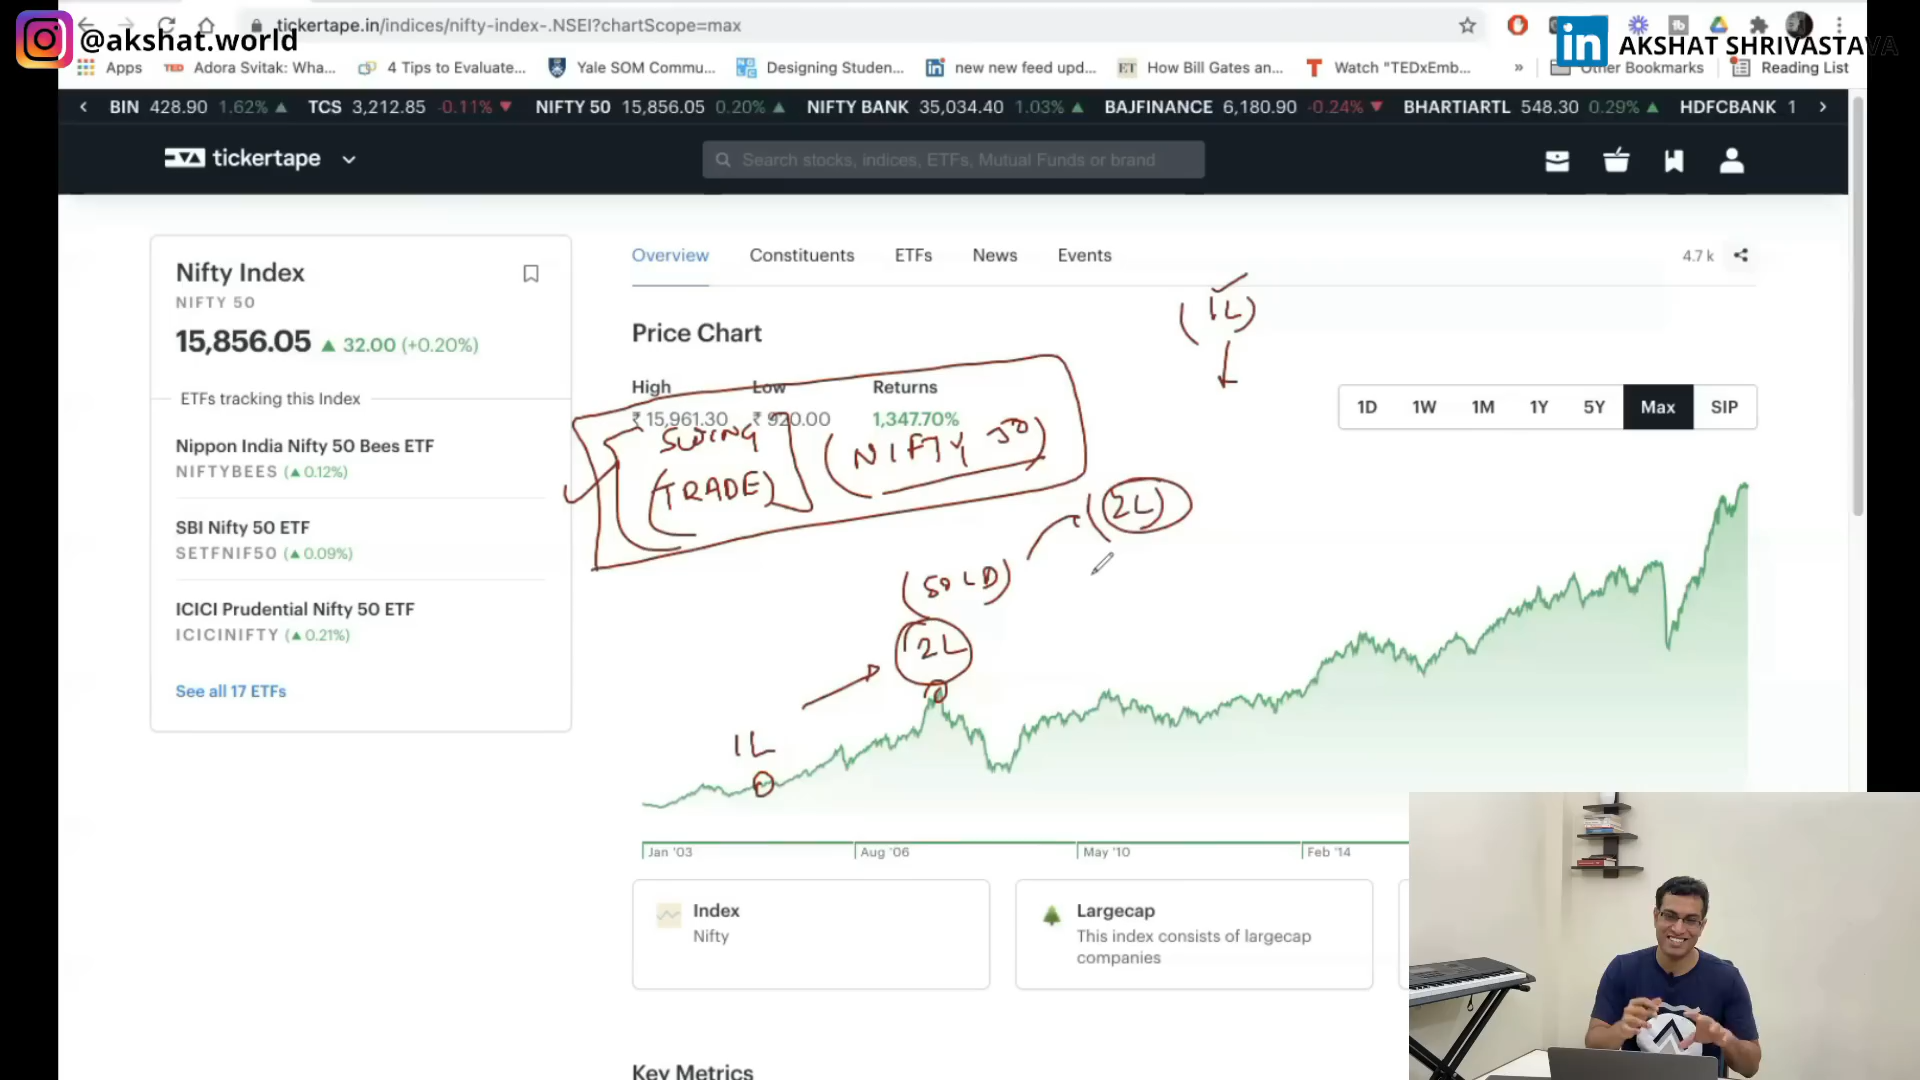 tickertape.in/indices/nifty-index-.NSEI?chartScope=max
@akshat.world
AKSHAT SHRIVASTAVA
Apps
TED Adora Svitak: Wha...
4 Tips to Evaluate...
Yale SOM Commu...
Designing Studen...
new new feed upd...
ET How Bill Gates an...
Watch "TEDxEmb...
»
Other Bookmarks
Reading List
BIN 428.90 1.62% ▲ TCS 3,212.85 -0.11% ▼ NIFTY 50 15,856.05 0.20% ▲ NIFTY BANK 35,034.40 1.03% ▲ BAJFINANCE 6,180.90 -0.24% ▼ BHARTIARTL 548.30 0.29% ▲ HDFCBANK 1
tickertape
Search stocks, indices, ETFs, Mutual Funds or brand
Nifty Index
NIFTY 50
15,856.05 ▲ 32.00 (+0.20%)
ETFs tracking this Index
Nippon India Nifty 50 Bees ETF
NIFTYBEES (▲0.12%)
SBI Nifty 50 ETF
SETFNIF50 (▲0.09%)
ICICI Prudential Nifty 50 ETF
ICICINIFTY (▲0.21%)
See all 17 ETFs
Overview Constituents ETFs News Events
4.7 k
Price Chart
High Low Returns
₹ 15,961.30 ₹ 920.00 1,347.70%
1D 1W 1M 1Y 5Y Max SIP
(1L)
SWING
(TRADE)
(NIFTY 50)
(2L)
(SOLD)
2L
1L
Jan '03 Aug '06 May '10 Feb '14
Index
Nifty
Largecap
This index consists of largecap
companies
Key Metrics